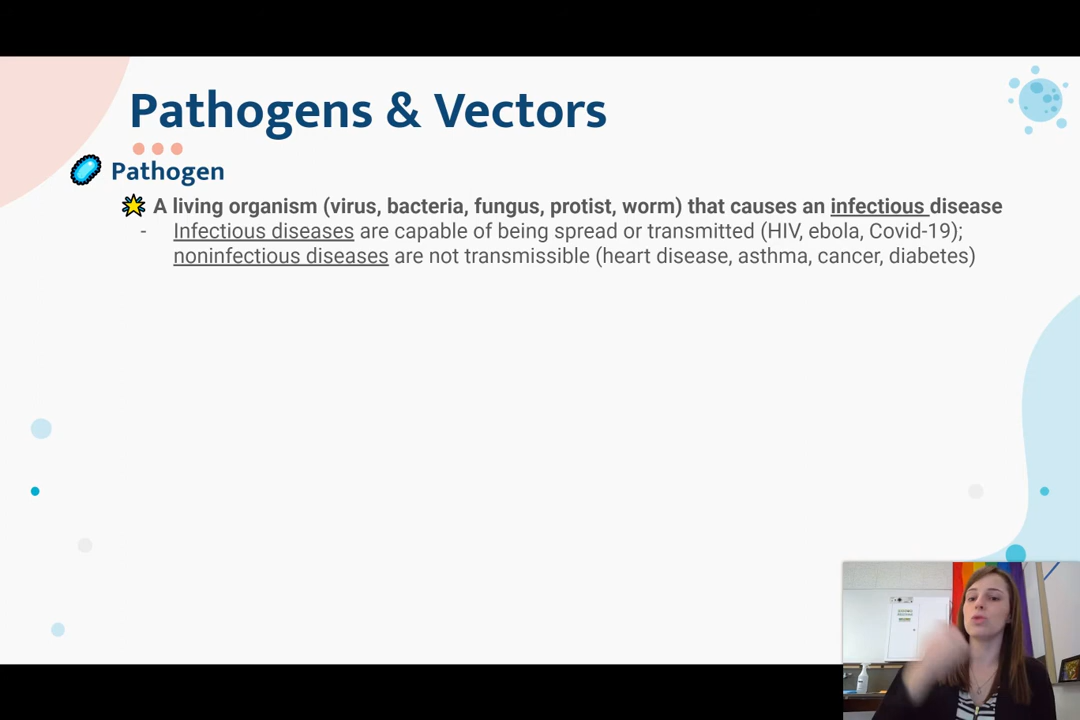 Pathogens & Vectors
Pathogen
A living organism (virus, bacteria, fungus, protist, worm) that causes an infectious disease
- Infectious diseases are capable of being spread or transmitted (HIV, ebola, Covid-19);
noninfectious diseases are not transmissible (heart disease, asthma, cancer, diabetes)